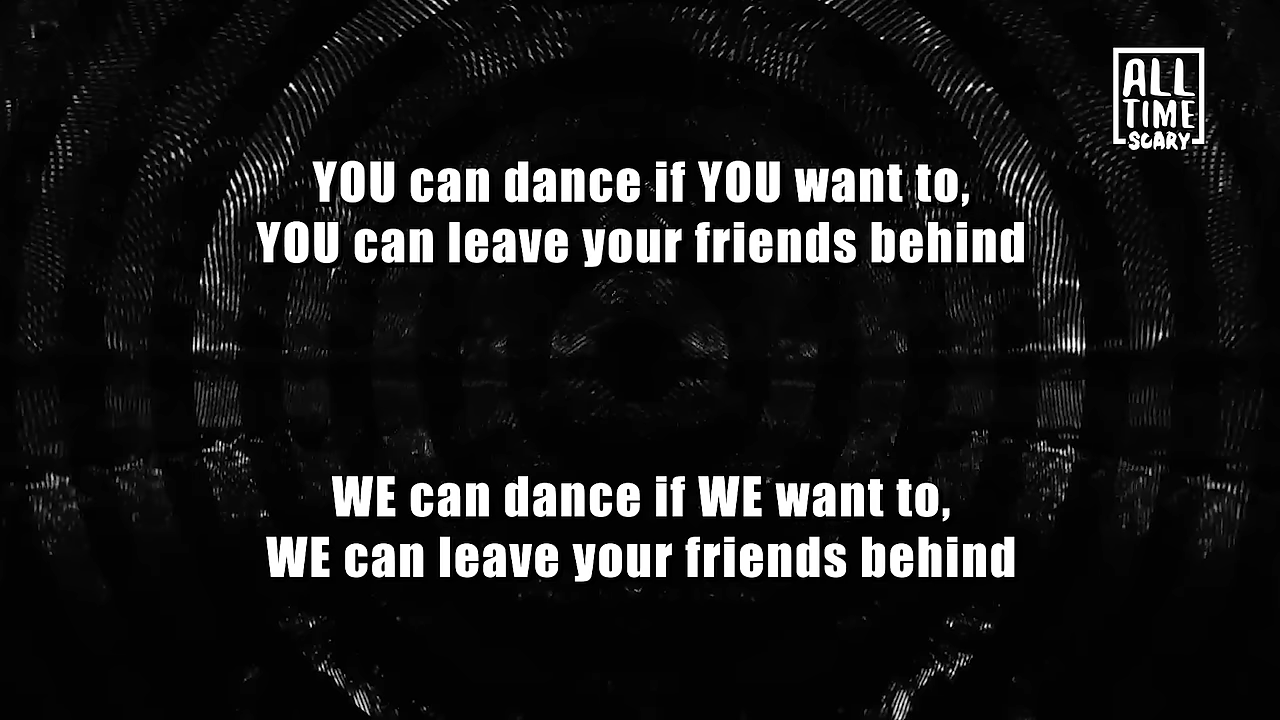 ALL
TIME
SCARY
YOU can dance if YOU want to,
YOU can leave your friends behind
WE can dance if WE want to,
WE can leave your friends behind